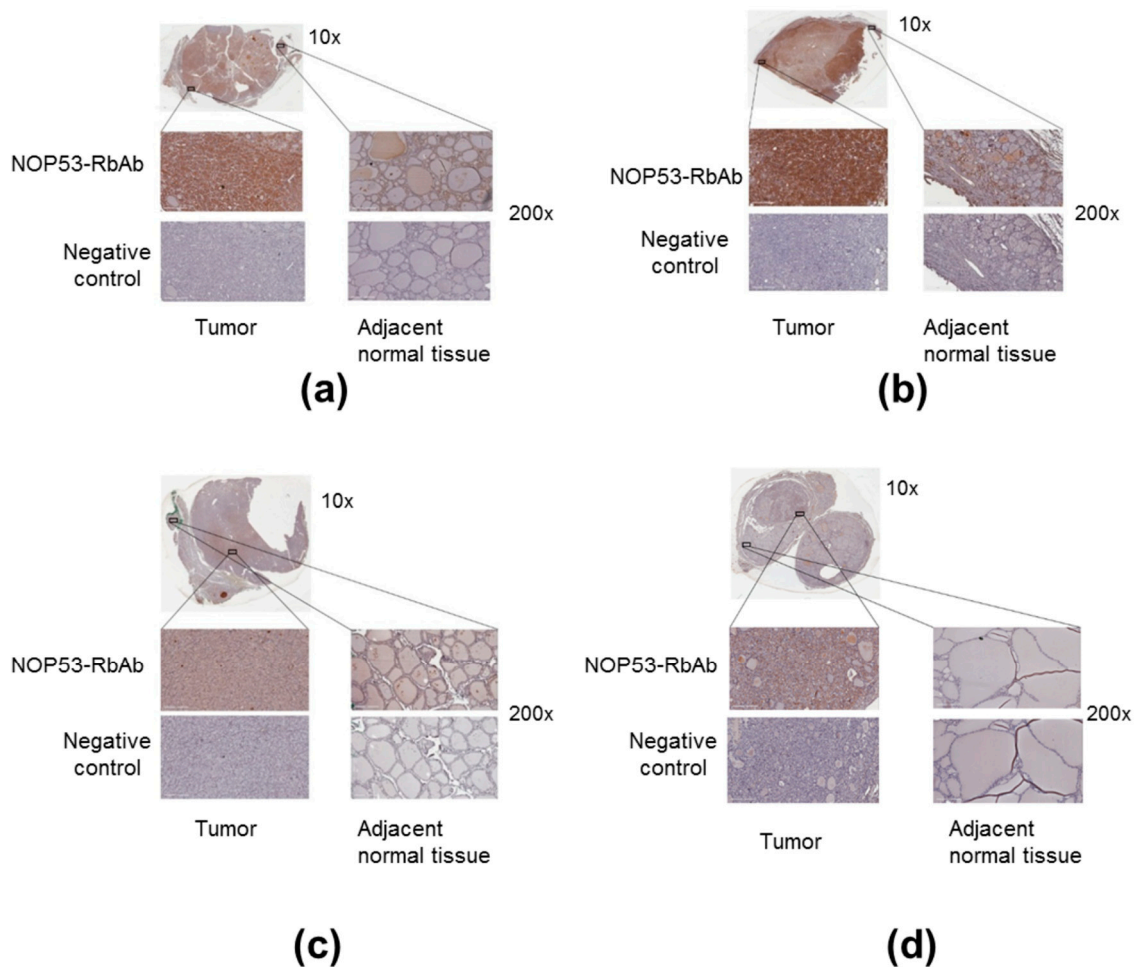 10x
NOP53-RbAb
200x
Negative
control
Tumor
Adjacent
normal tissue
(a)
10x
NOP53-RbAb
200x
Negative
control
Tumor
Adjacent
normal tissue
(b)
10x
NOP53-RbAb
200x
Negative
control
Tumor
Adjacent
normal tissue
(c)
10x
NOP53-RbAb
200x
Negative
control
Tumor
Adjacent
normal tissue
(d)